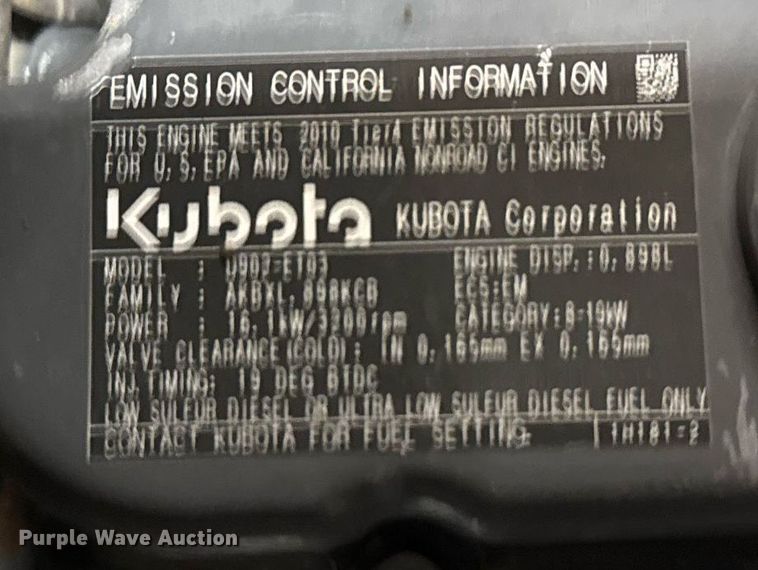 EMISSION CONTROL INFORMATION
THIS ENGINE MEETS 2010 Tier4 EMISSION REGULATIONS
FOR U.S. EPA AND CALIFORNIA NONROAD CI ENGINES.
Kubota KUBOTA Corporation
MODEL : ENGINE DISP.: 0.898L
FAMILY : AKBXL.898KCB ECS:EM
POWER : 16.1kW/3200rpm CATEGORY:8-19kW
VALVE CLEARANCE(COLD): IN 0.165mm EX 0.165mm
INJ.TIMING: 19 DEG BTDC
LOW SULFUR DIESEL OR ULTRA LOW SULFUR DIESEL FUEL ONLY
CONTACT KUBOTA FOR FUEL SETTING. 1H181-2
Purple Wave Auction